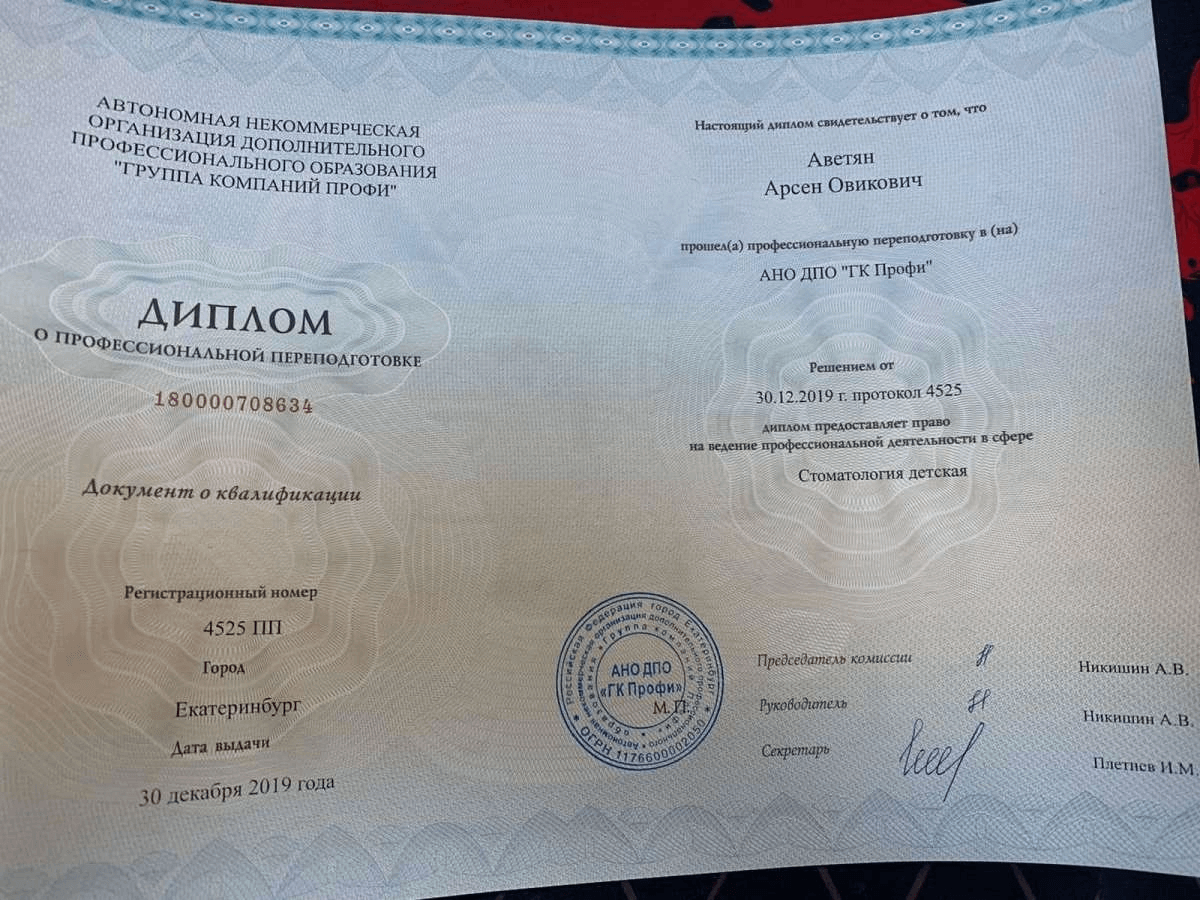 АВТОНОМНАЯ НЕКОММЕРЧЕСКАЯ
ОРГАНИЗАЦИЯ ДОПОЛНИТЕЛЬНОГО
ПРОФЕССИОНАЛЬНОГО ОБРАЗОВАНИЯ
"ГРУППА КОМПАНИЙ ПРОФИ"
ДИПЛОМ
О ПРОФЕССИОНАЛЬНОЙ ПЕРЕПОДГОТОВКЕ
180000708634
Документ о квалификации
Регистрационный номер
4525 ПП
Город
Екатеринбург
Дата выдачи
30 декабря 2019 года
Настоящий диплом свидетельствует о том, что
Аветян
Арсен Овикович
прошел(а) профессиональную переподготовку в (на)
АНО ДПО "ГК Профи"
Решением от
30.12.2019 г. протокол 4525
диплом предоставляет право
на ведение профессиональной деятельности в сфере
Стоматология детская
Российская Федерация город Екатеринбург
ОГРН 1176600002050
Автономная некоммерческая организация дополнительного профессионального образования
«Группа компаний Профи»
АНО ДПО
«ГК Профи»
М. П.
Председатель комиссии Никишин А.В.
Руководитель Никишин А.В.
Секретарь Плетнев И.М.